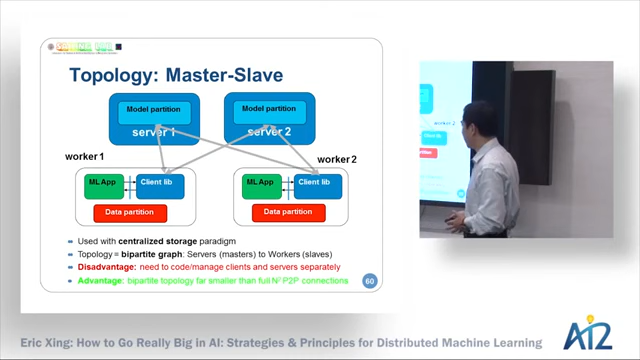 SAILING LAB
Topology: Master-Slave
Model partition
server 1
Model partition
server 2
worker 1
worker 2
ML App
Client lib
Data partition
ML App
Client lib
Data partition
Used with centralized storage paradigm
Topology = bipartite graph: Servers (masters) to Workers (slaves)
Disadvantage: need to code/manage clients and servers separately
Advantage: bipartite topology far smaller than full N² P2P connections
60
worker 2
Eric Xing: How to Go Really Big in AI: Strategies & Principles for Distributed Machine Learning
AI2